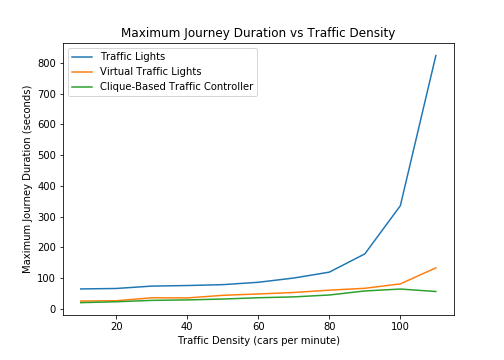 Maximum Journey Duration vs Traffic Density
Traffic Lights
Virtual Traffic Lights
Clique-Based Traffic Controller
Maximum Journey Duration (seconds)
800
700
600
500
400
300
200
100
0
20 40 60 80 100
Traffic Density (cars per minute)